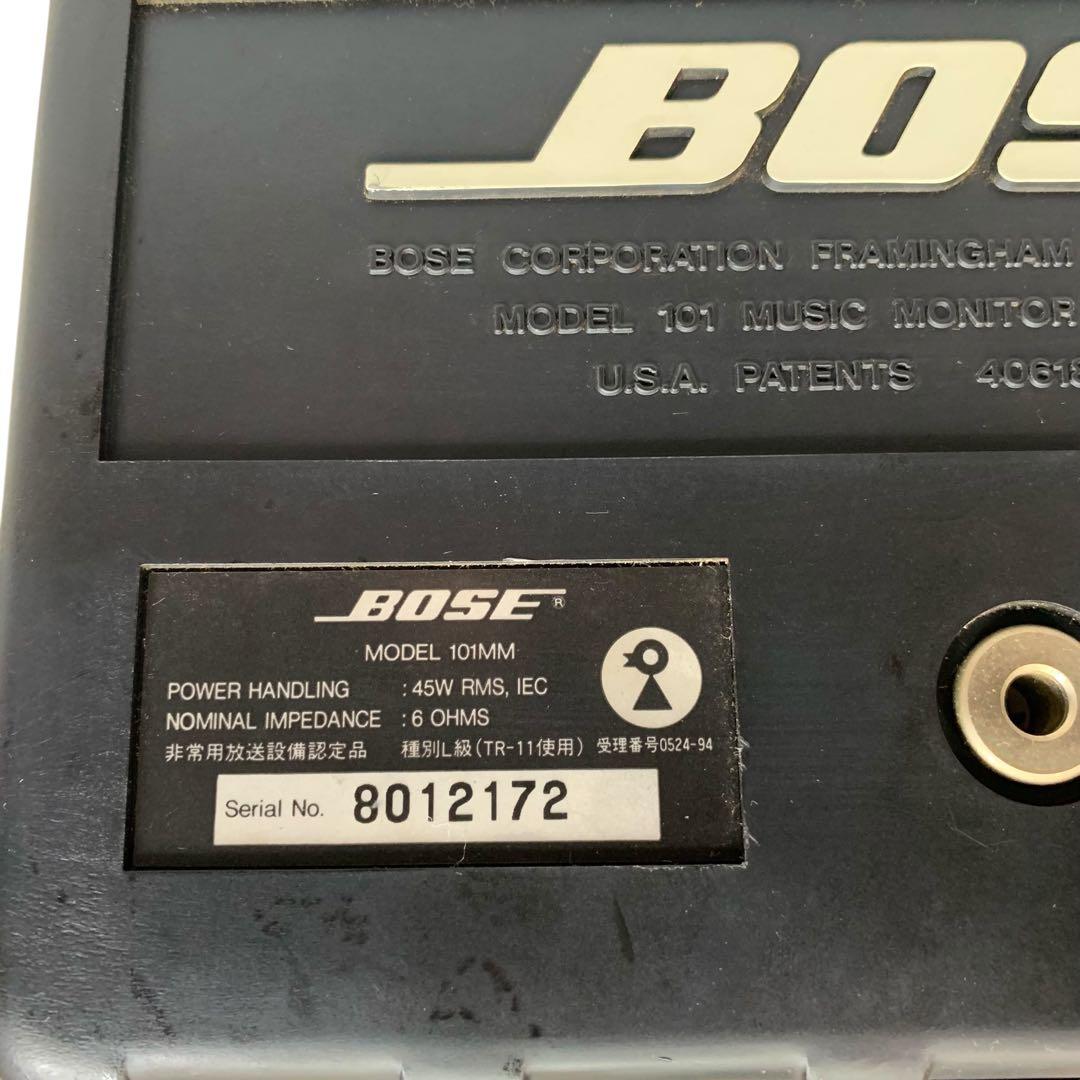 BOSE
BOSE CORPORATION FRAMINGHAM
MODEL 101 MUSIC MONITOR
U.S.A. PATENTS 4061
BOSE®
MODEL 101MM
POWER HANDLING : 45W RMS, IEC
NOMINAL IMPEDANCE : 6 OHMS
非常用放送設備認定品 種別L級(TR-11使用) 受理番号0524-94
Serial No. 8012172